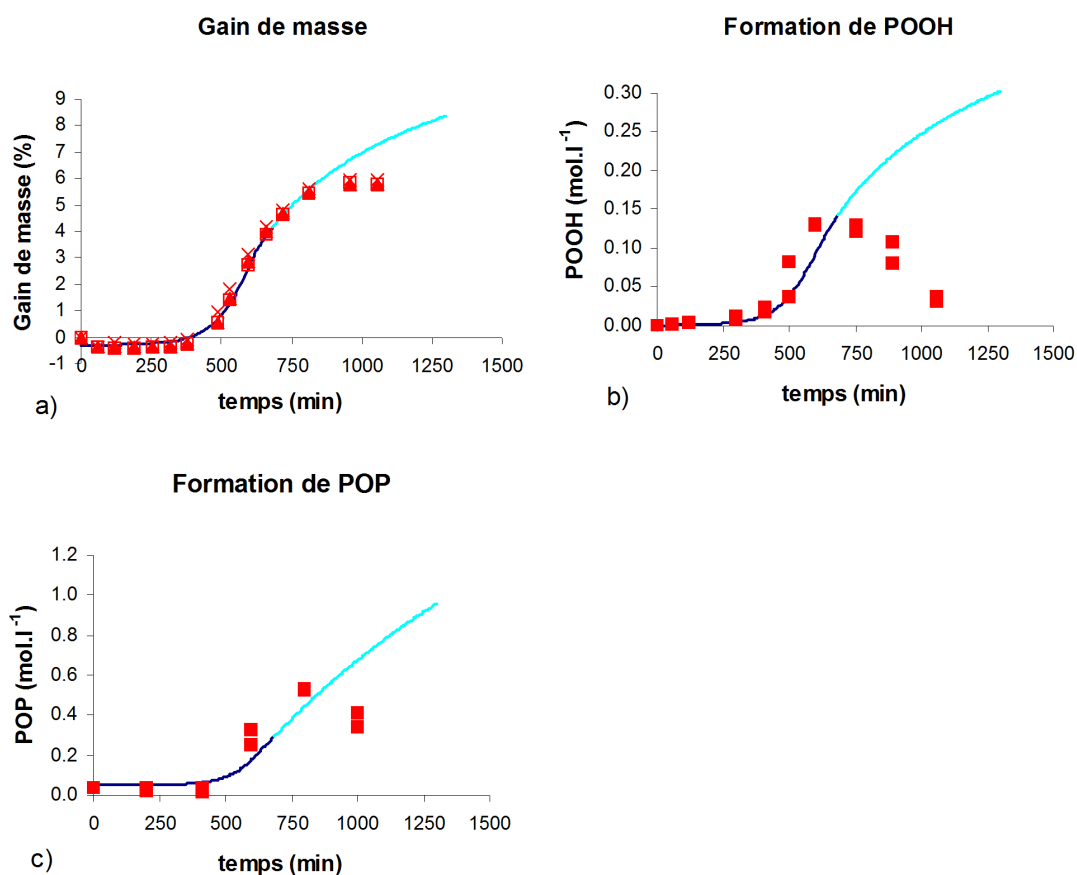 Gain de masse
9
8
7
6
5
4
3
2
1
0
-1
Gain de masse (%)
0 250 500 750 1000 1250 1500
temps (min)
a)
Formation de POOH
0.30
0.25
0.20
0.15
0.10
0.05
0.00
POOH (mol.l⁻¹)
0 250 500 750 1000 1250 1500
temps (min)
b)
Formation de POP
1.2
1.0
0.8
0.6
0.4
0.2
0.0
POP (mol.l⁻¹)
0 250 500 750 1000 1250 1500
temps (min)
c)